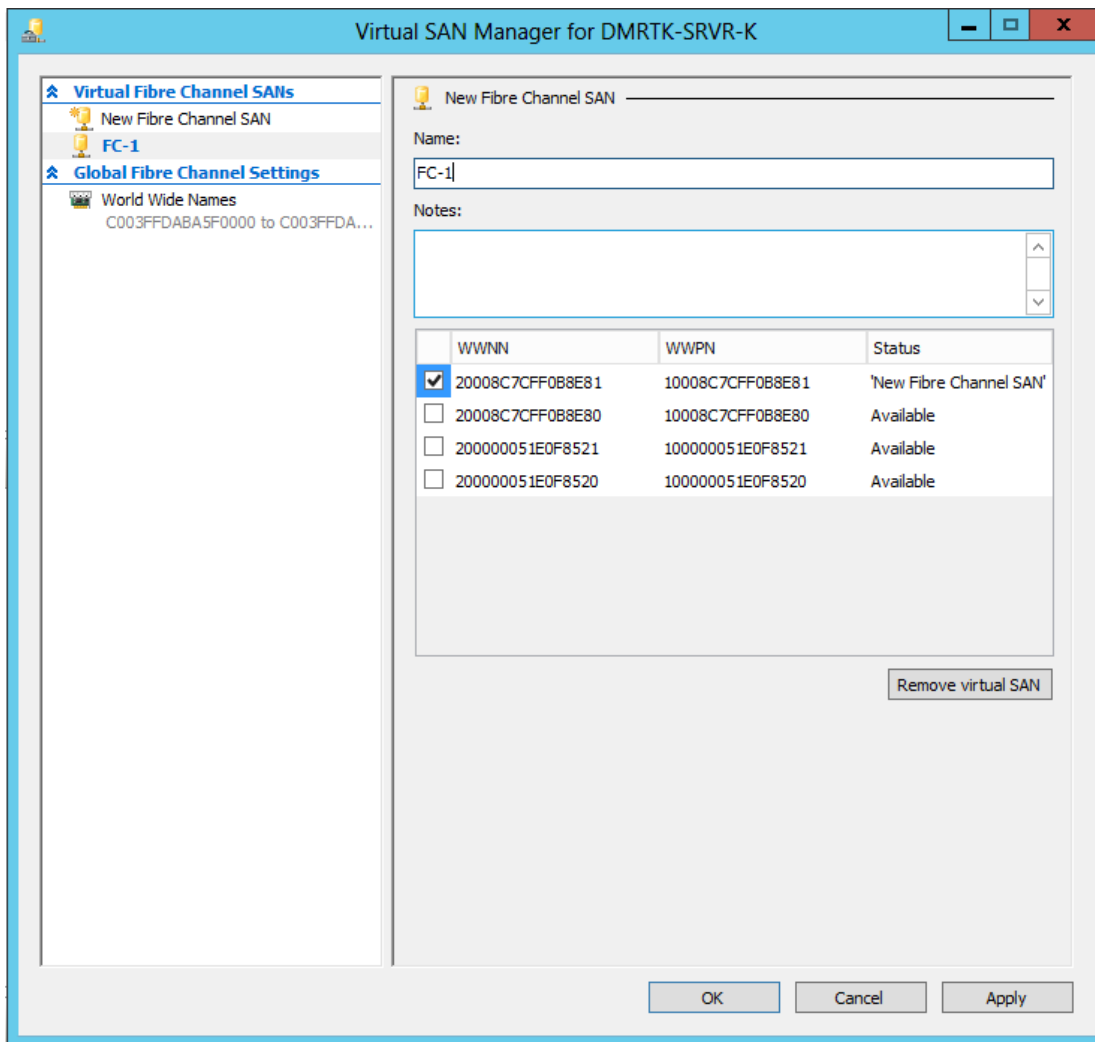 Virtual SAN Manager for DMRTK-SRVR-K
Virtual Fibre Channel SANs
New Fibre Channel SAN
FC-1
Global Fibre Channel Settings
World Wide Names
C003FFDABA5F0000 to C003FFDA...
New Fibre Channel SAN
Name:
FC-1
Notes:
WWNN WWPN Status
20008C7CFF0B8E81 10008C7CFF0B8E81 'New Fibre Channel SAN'
20008C7CFF0B8E80 10008C7CFF0B8E80 Available
200000051E0F8521 100000051E0F8521 Available
200000051E0F8520 100000051E0F8520 Available
Remove virtual SAN
OK Cancel Apply